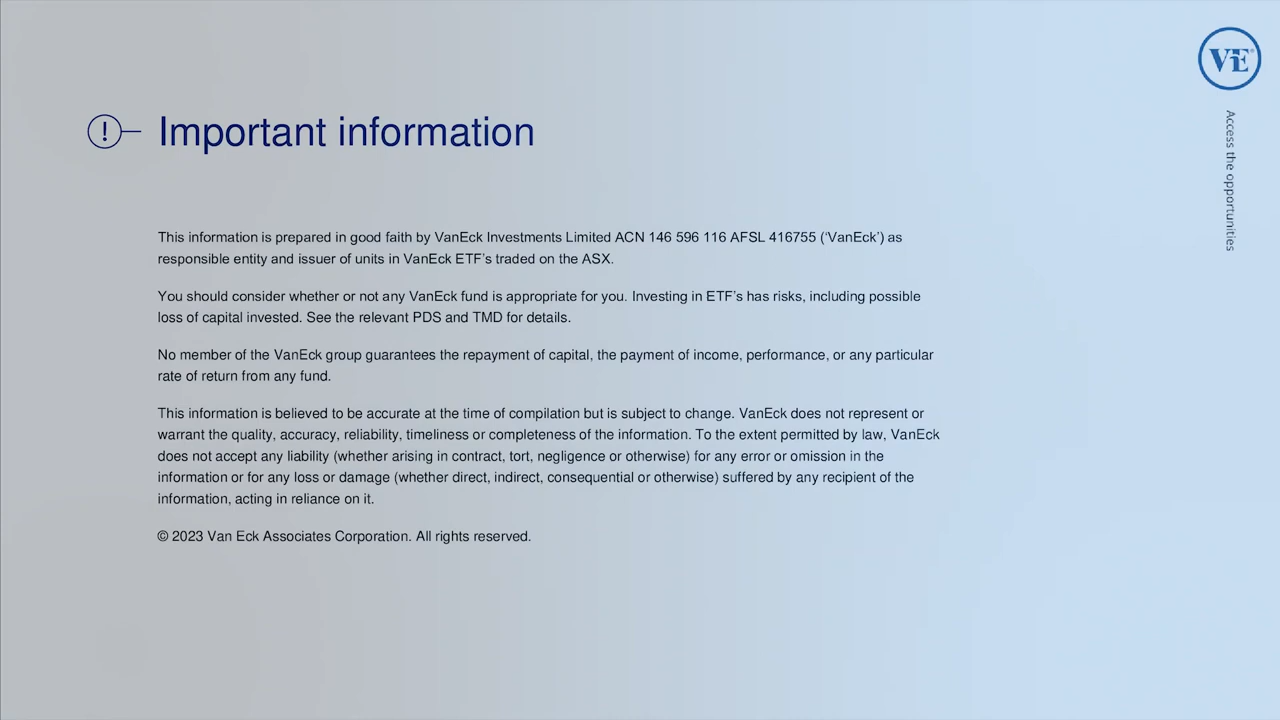 Important information
This information is prepared in good faith by VanEck Investments Limited ACN 146 596 116 AFSL 416755 (‘VanEck’) as
responsible entity and issuer of units in VanEck ETF’s traded on the ASX.
You should consider whether or not any VanEck fund is appropriate for you. Investing in ETF’s has risks, including possible
loss of capital invested. See the relevant PDS and TMD for details.
No member of the VanEck group guarantees the repayment of capital, the payment of income, performance, or any particular
rate of return from any fund.
This information is believed to be accurate at the time of compilation but is subject to change. VanEck does not represent or
warrant the quality, accuracy, reliability, timeliness or completeness of the information. To the extent permitted by law, VanEck
does not accept any liability (whether arising in contract, tort, negligence or otherwise) for any error or omission in the
information or for any loss or damage (whether direct, indirect, consequential or otherwise) suffered by any recipient of the
information, acting in reliance on it.
© 2023 Van Eck Associates Corporation. All rights reserved.
VE®
Access the opportunities